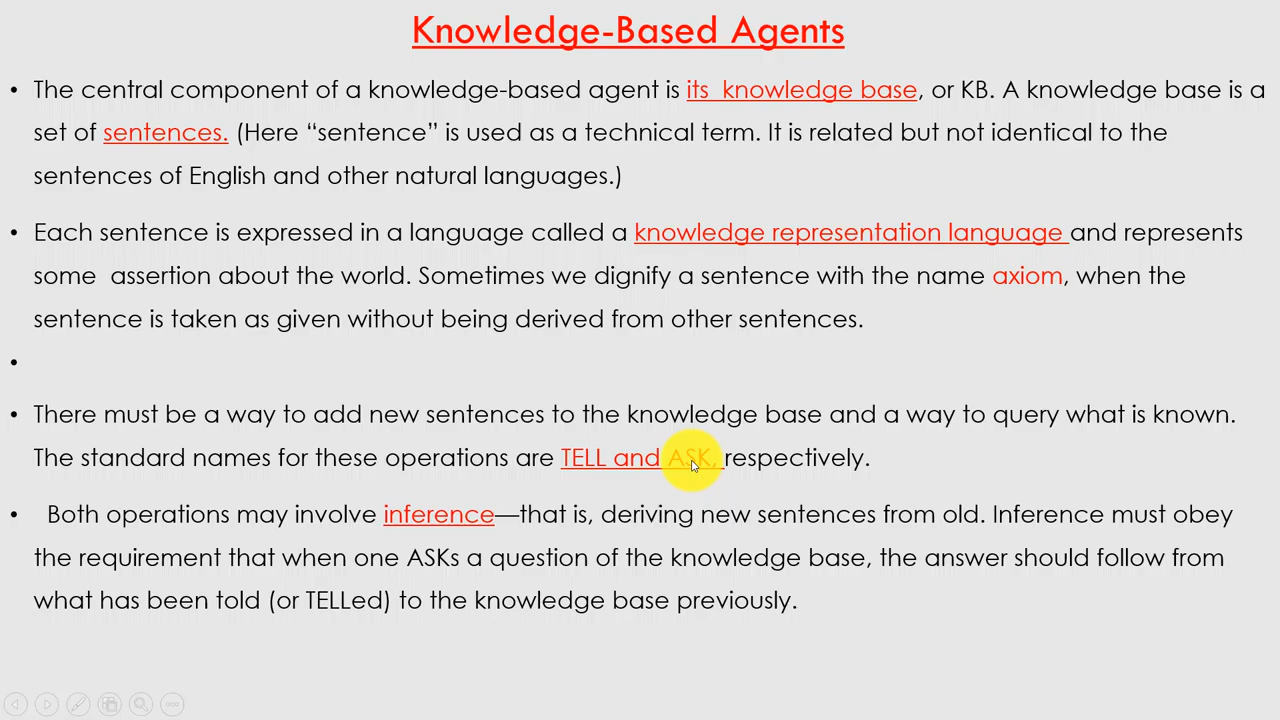 Knowledge-Based Agents
• The central component of a knowledge-based agent is its  knowledge base, or KB. A knowledge base is a
set of sentences. (Here “sentence” is used as a technical term. It is related but not identical to the
sentences of English and other natural languages.)
• Each sentence is expressed in a language called a knowledge representation language and represents
some  assertion about the world. Sometimes we dignify a sentence with the name axiom, when the
sentence is taken as given without being derived from other sentences.
•
• There must be a way to add new sentences to the knowledge base and a way to query what is known.
The standard names for these operations are TELL and ASK, respectively.
• Both operations may involve inference—that is, deriving new sentences from old. Inference must obey
the requirement that when one ASKs a question of the knowledge base, the answer should follow from
what has been told (or TELLed) to the knowledge base previously.